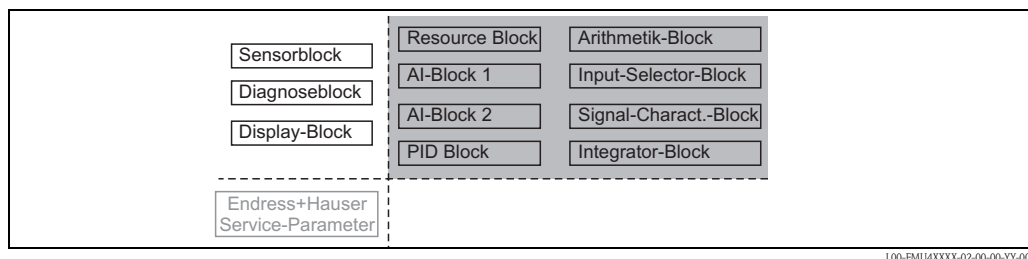 Sensorblock
Diagnoseblock
Display-Block
Resource Block
AI-Block 1
AI-Block 2
PID Block
Arithmetik-Block
Input-Selector-Block
Signal-Charact.-Block
Integrator-Block
Endress+Hauser
Service-Parameter